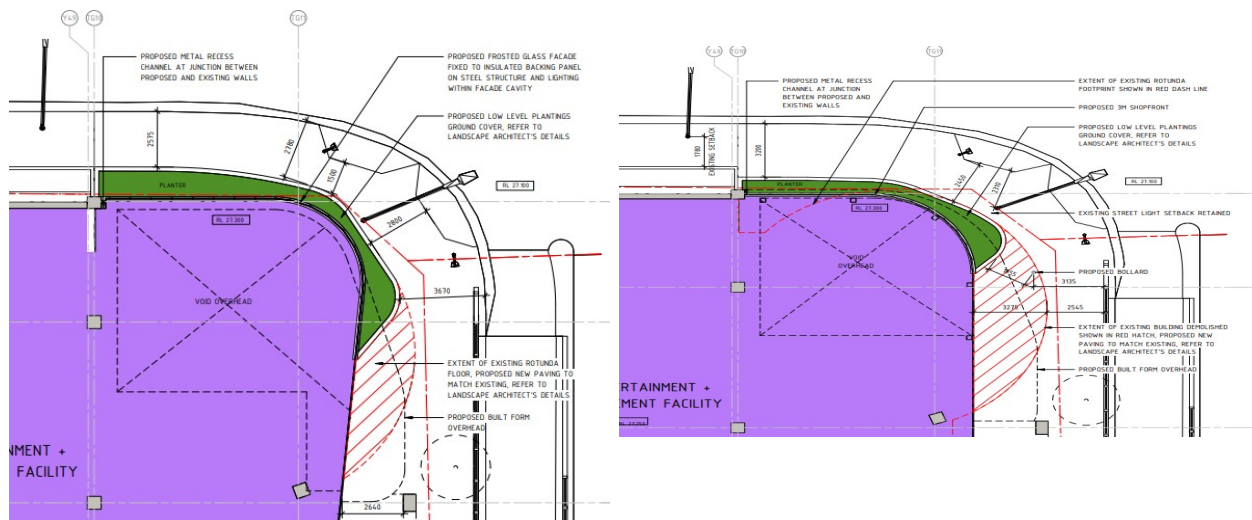 Y49
TG10
TG11
PROPOSED METAL RECESS
CHANNEL AT JUNCTION BETWEEN
PROPOSED AND EXISTING WALLS
PROPOSED FROSTED GLASS FACADE
FIXED TO INSULATED BACKING PANEL
ON STEEL STRUCTURE AND LIGHTING
WITHIN FACADE CAVITY
PROPOSED LOW LEVEL PLANTINGS
GROUND COVER, REFER TO
LANDSCAPE ARCHITECT'S DETAILS
2575
2780
1500
PLANTER
RL 27.100
RL 27.300
2800
VOID OVERHEAD
3670
EXTENT OF EXISTING ROTUNDA
FLOOR, PROPOSED NEW PAVING TO
MATCH EXISTING, REFER TO
LANDSCAPE ARCHITECT'S DETAILS
PROPOSED BUILT FORM
OVERHEAD
NMENT +
FACILITY
2640
Y49
TG10
TG11
PROPOSED METAL RECESS
CHANNEL AT JUNCTION
BETWEEN PROPOSED AND
EXISTING WALLS
EXTENT OF EXISTING ROTUNDA
FOOTPRINT SHOWN IN RED DASH LINE
PROPOSED 3M SHOPFRONT
PROPOSED LOW LEVEL PLANTINGS
GROUND COVER, REFER TO
LANDSCAPE ARCHITECT'S DETAILS
1780
EXISTING SETBACK
3200
2450
PLANTER
RL 27.100
RL 27.300
EXISTING STREET LIGHT SETBACK RETAINED
VOID
OVERHEAD
PROPOSED BOLLARD
3135
3275
2545
EXTENT OF EXISTING BUILDING DEMOLISHED
SHOWN IN RED HATCH, PROPOSED NEW
PAVING TO MATCH EXISTING, REFER TO
LANDSCAPE ARCHITECT'S DETAILS
PROPOSED BUILT FORM OVERHEAD
ERTAINMENT +
EMENT FACILITY